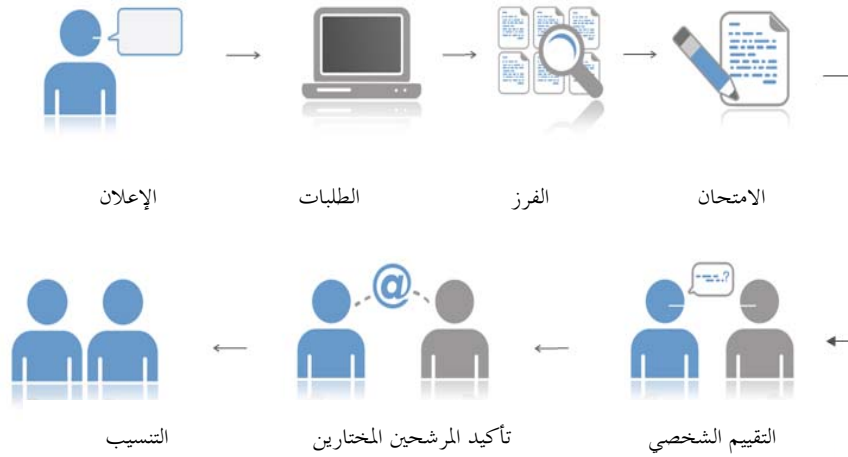 الإعلان
الطلبات
الفرز
الامتحان
@
?
التقييم الشخصي
تأكيد المرشحين المختارين
التنسيب